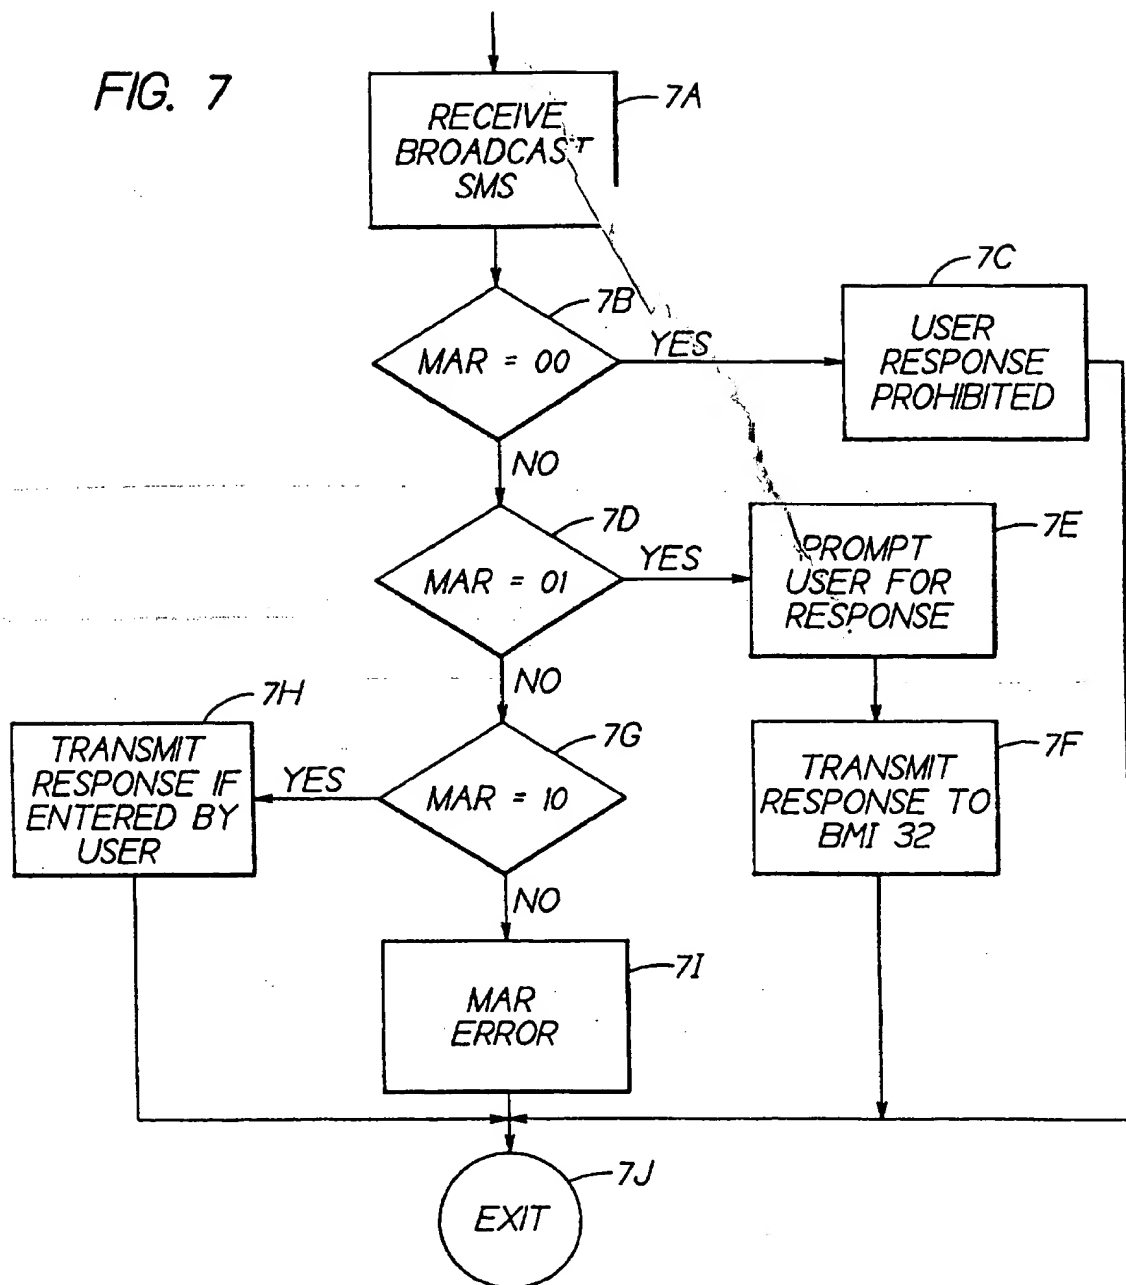 FIG. 7
7A
RECEIVE
BROADCAST
SMS
7B
MAR = 00
YES
7C
USER
RESPONSE
PROHIBITED
NO
7D
MAR = 01
YES
7E
PROMPT
USER FOR
RESPONSE
NO
7F
TRANSMIT
RESPONSE TO
BMI 32
7G
MAR = 10
YES
7H
TRANSMIT
RESPONSE IF
ENTERED BY
USER
NO
7I
MAR
ERROR
7J
EXIT